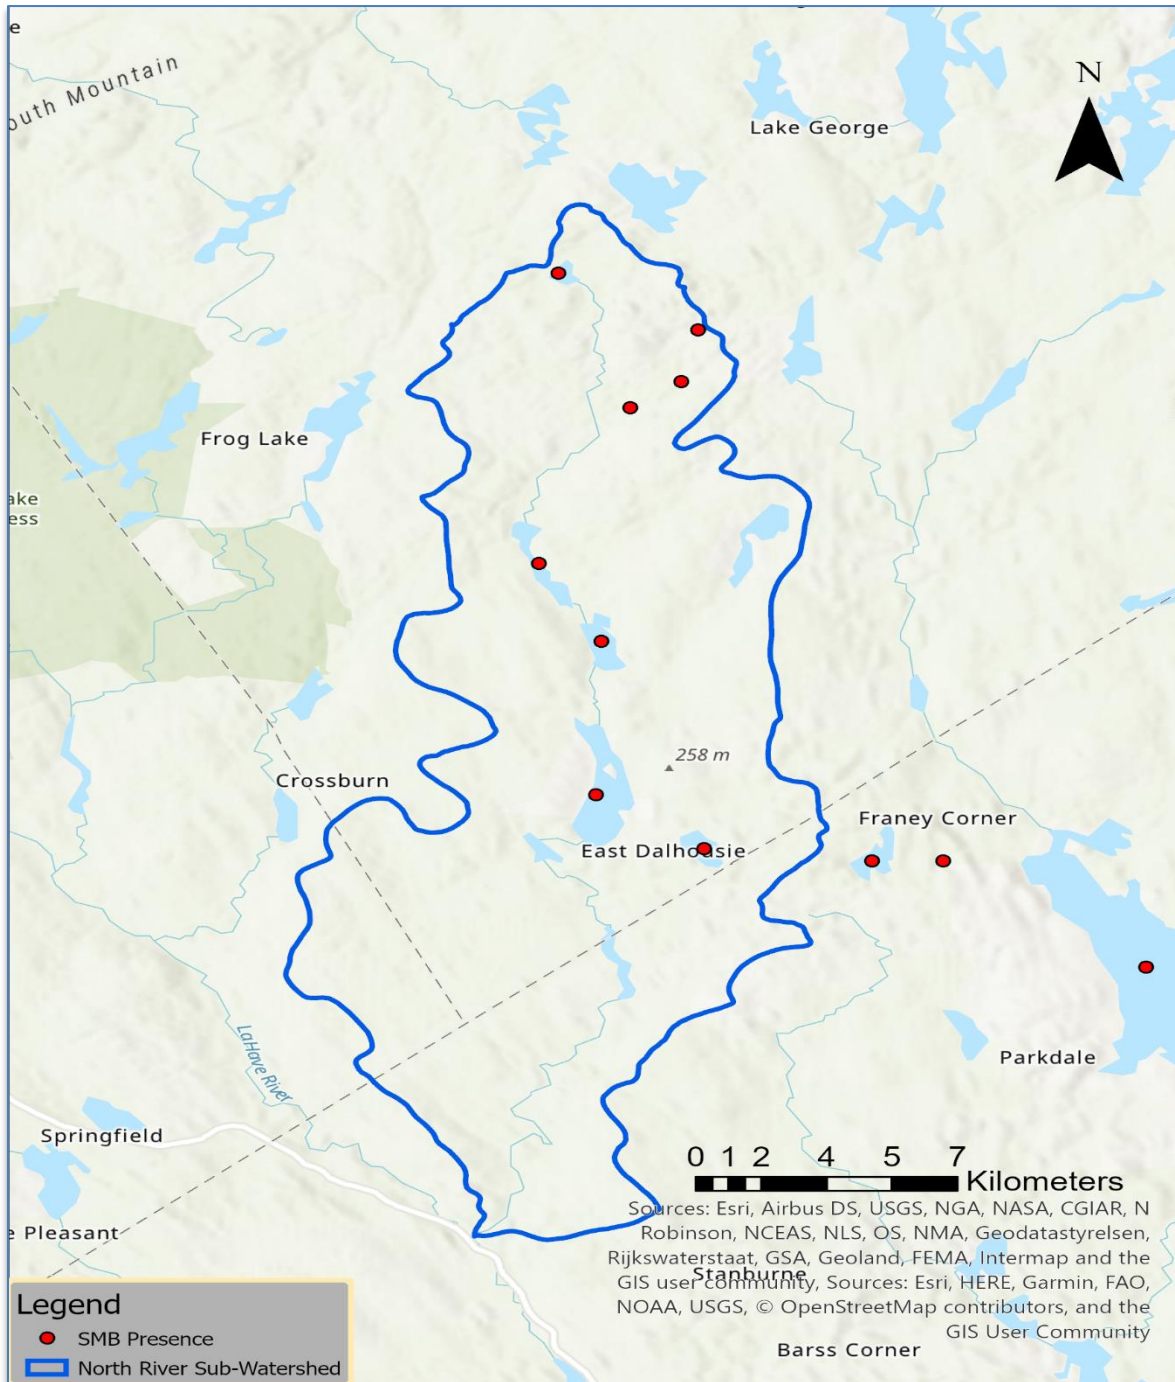 e
outh Mountain
N
Lake George
Frog Lake
ake
ess
258 m
Crossburn
Franey Corner
East Dalhousie
LaHave River
Parkdale
Springfield
0 1 2 4 5 7
Kilometers
e Pleasant
Sources: Esri, Airbus DS, USGS, NGA, NASA, CGIAR, N
Robinson, NCEAS, NLS, OS, NMA, Geodatastyrelsen,
Rijkswaterstaat, GSA, Geoland, FEMA, Intermap and the
GIS user community, Sources: Esri, HERE, Garmin, FAO,
NOAA, USGS, © OpenStreetMap contributors, and the
GIS User Community
Stanburne
Barss Corner
Legend
SMB Presence
North River Sub-Watershed